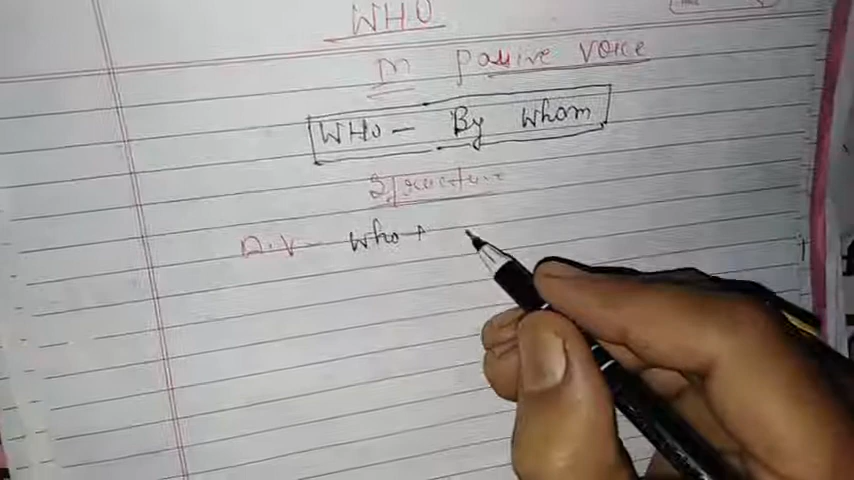 WHO
In passive voice
WHO - By whom
Structure
A.V - Who +